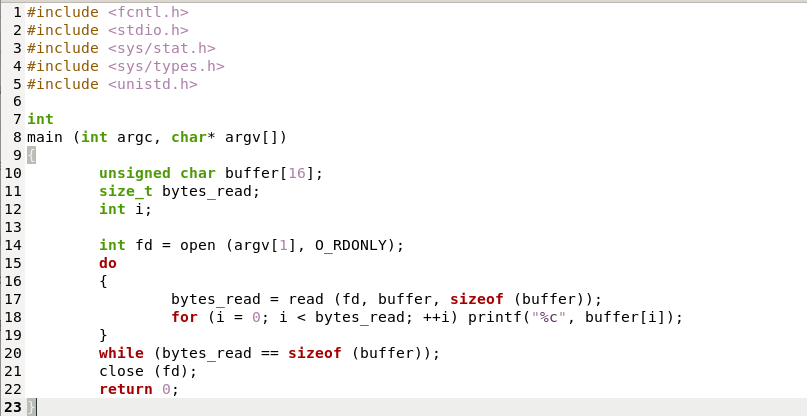 1 #include <fcntl.h>
2 #include <stdio.h>
3 #include <sys/stat.h>
4 #include <sys/types.h>
5 #include <unistd.h>
6
7 int
8 main (int argc, char* argv[])
9 {
10         unsigned char buffer[16];
11         size_t bytes_read;
12         int i;
13
14         int fd = open (argv[1], O_RDONLY);
15         do
16         {
17                 bytes_read = read (fd, buffer, sizeof (buffer));
18                 for (i = 0; i < bytes_read; ++i) printf("%c", buffer[i]);
19         }
20         while (bytes_read == sizeof (buffer));
21         close (fd);
22         return 0;
23 }